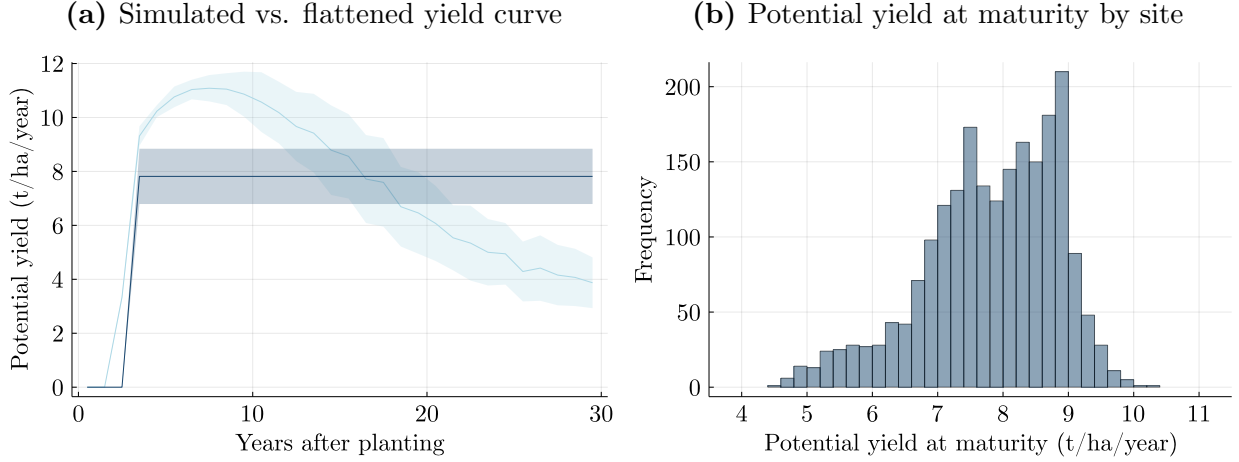 (a) Simulated vs. flattened yield curve
Potential yield (t/ha/year)
12
10
8
6
4
2
0
0 10 20 30
Years after planting
(b) Potential yield at maturity by site
Frequency
200
150
100
50
0
4 5 6 7 8 9 10 11
Potential yield at maturity (t/ha/year)